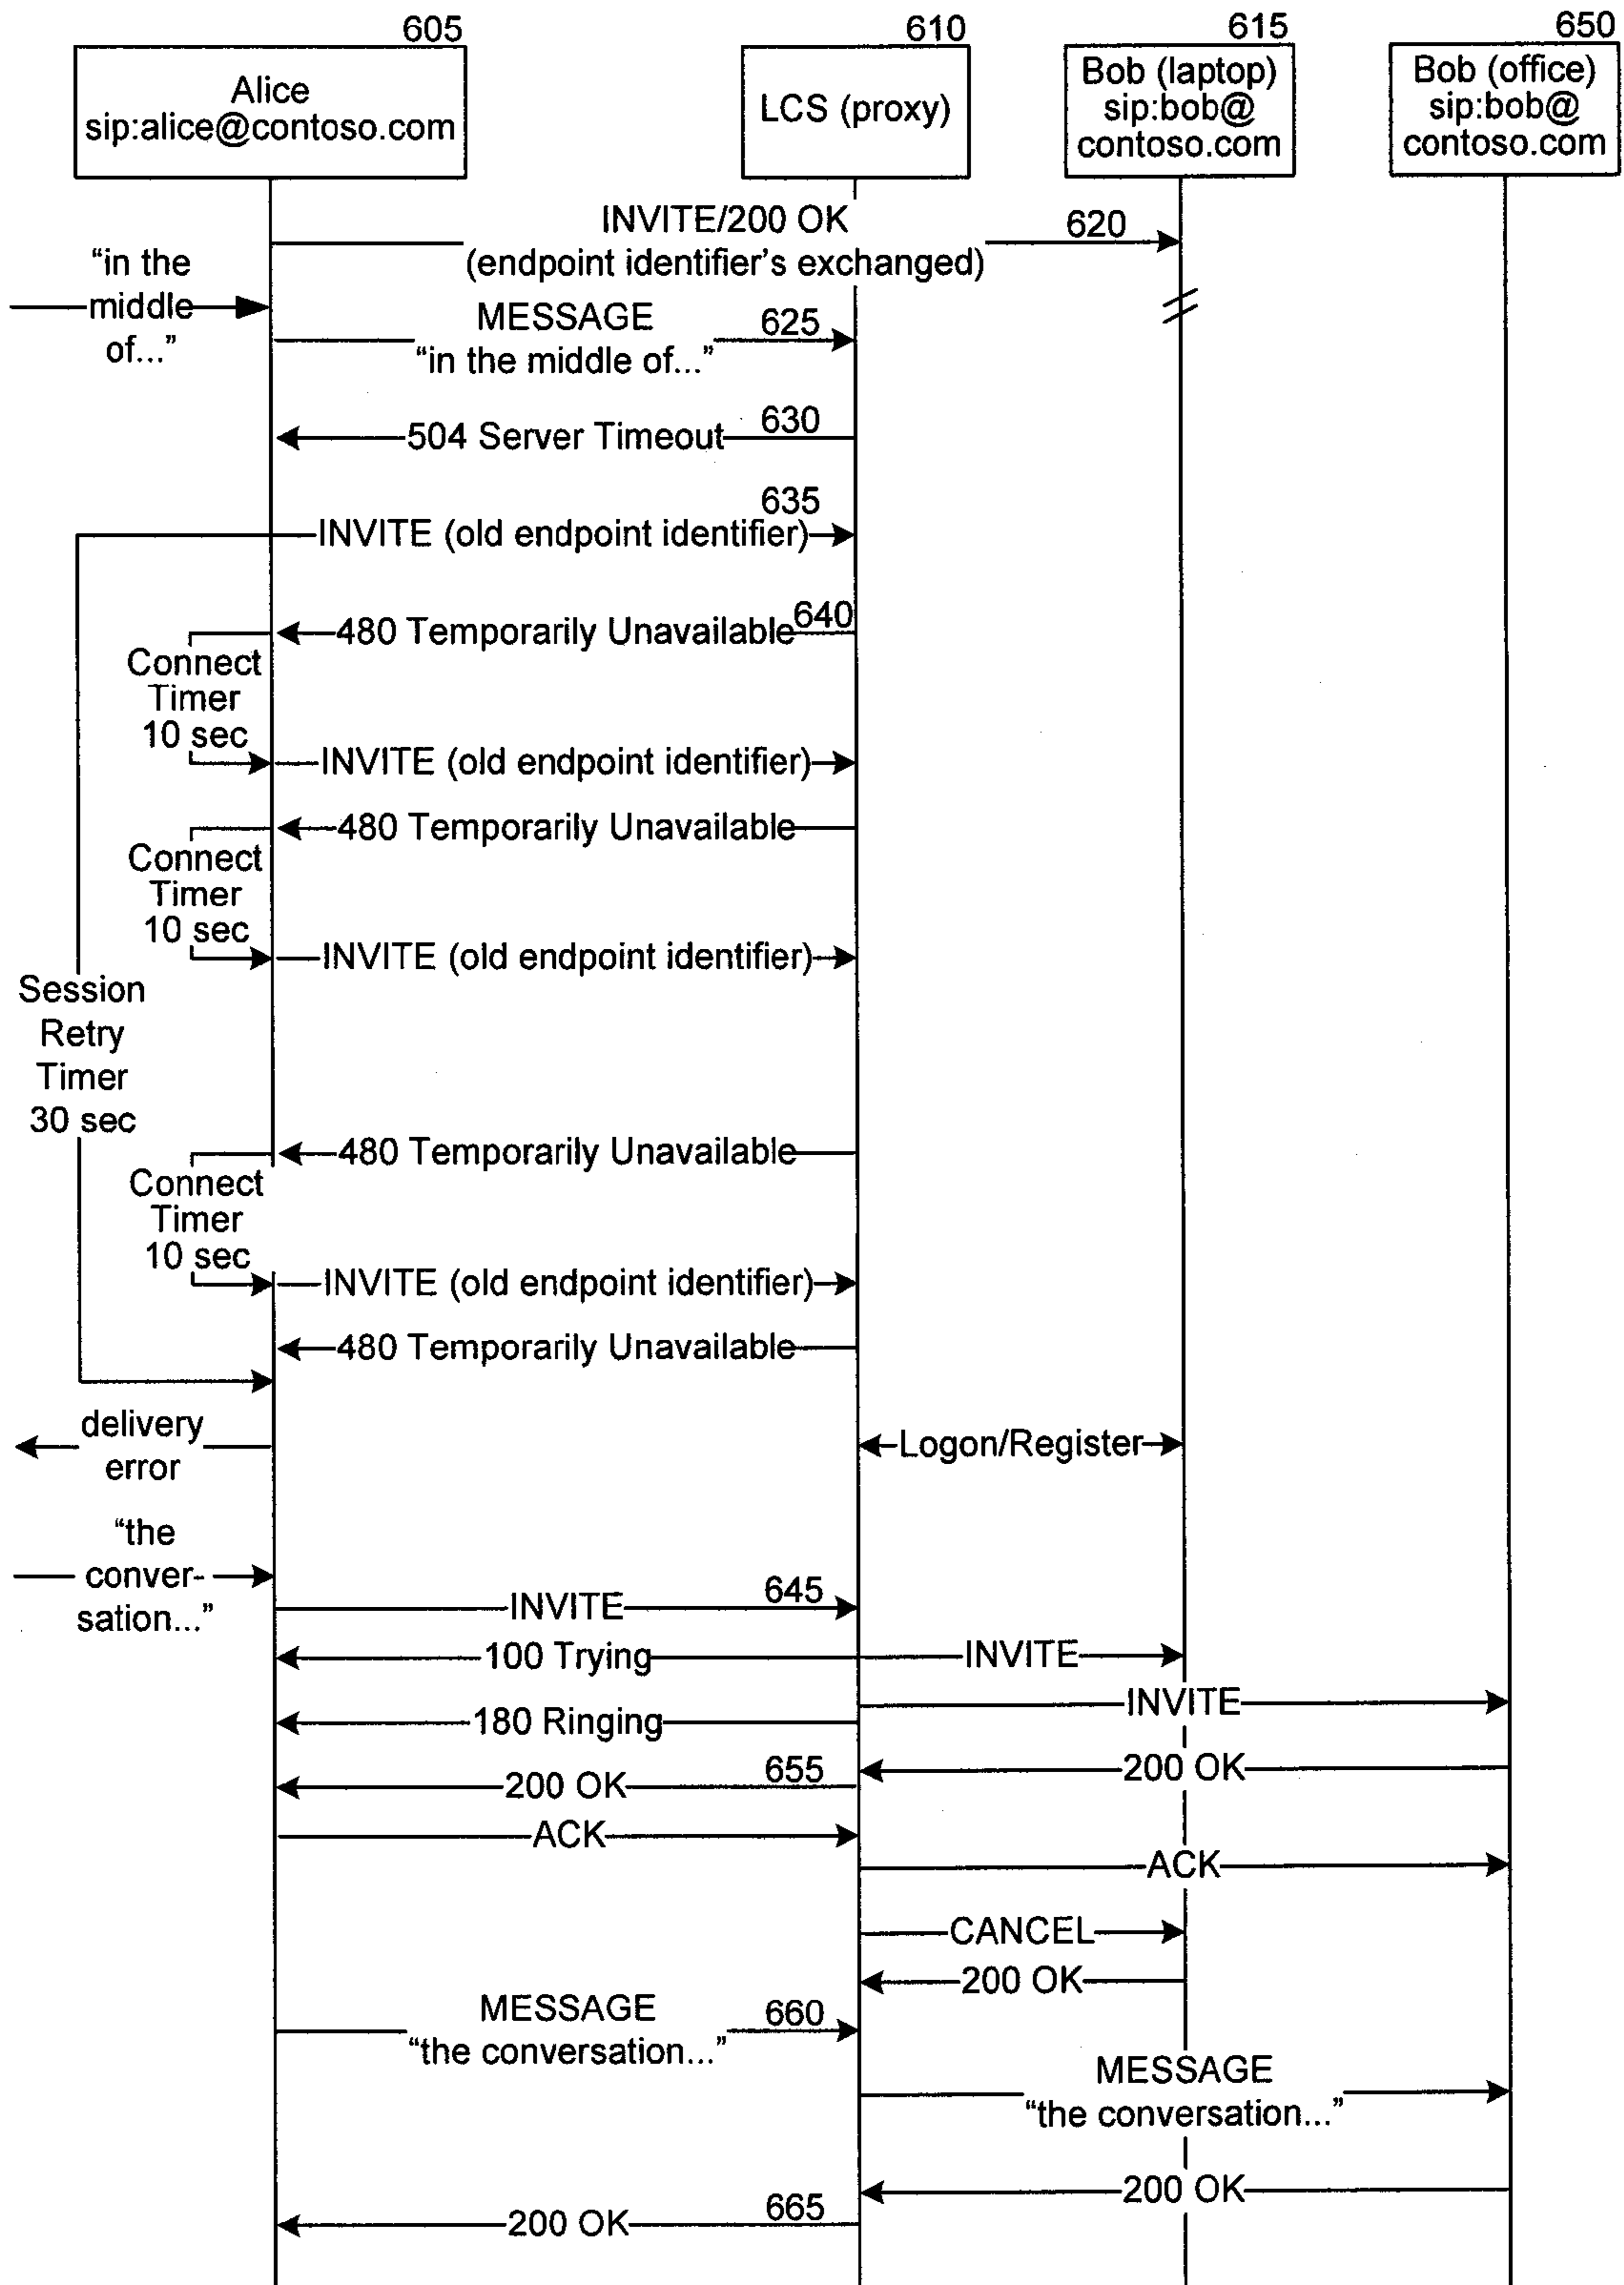 605
610
615
650
Alice
sip:alice@contoso.com
LCS (proxy)
Bob (laptop)
sip:bob@
contoso.com
Bob (office)
sip:bob@
contoso.com
INVITE/200 OK
620
(endpoint identifier's exchanged)
“in the
middle
of...”
MESSAGE
625
“in the middle of...”
630
504 Server Timeout
635
INVITE (old endpoint identifier)
640
480 Temporarily Unavailable
Connect
Timer
10 sec
INVITE (old endpoint identifier)
480 Temporarily Unavailable
Connect
Timer
10 sec
INVITE (old endpoint identifier)
Session
Retry
Timer
30 sec
480 Temporarily Unavailable
Connect
Timer
10 sec
INVITE (old endpoint identifier)
480 Temporarily Unavailable
delivery
error
Logon/Register
“the
conver-
sation...”
645
INVITE
100 Trying
INVITE
INVITE
180 Ringing
200 OK
655
200 OK
ACK
ACK
CANCEL
200 OK
MESSAGE
660
“the conversation...”
MESSAGE
“the conversation...”
200 OK
665
200 OK